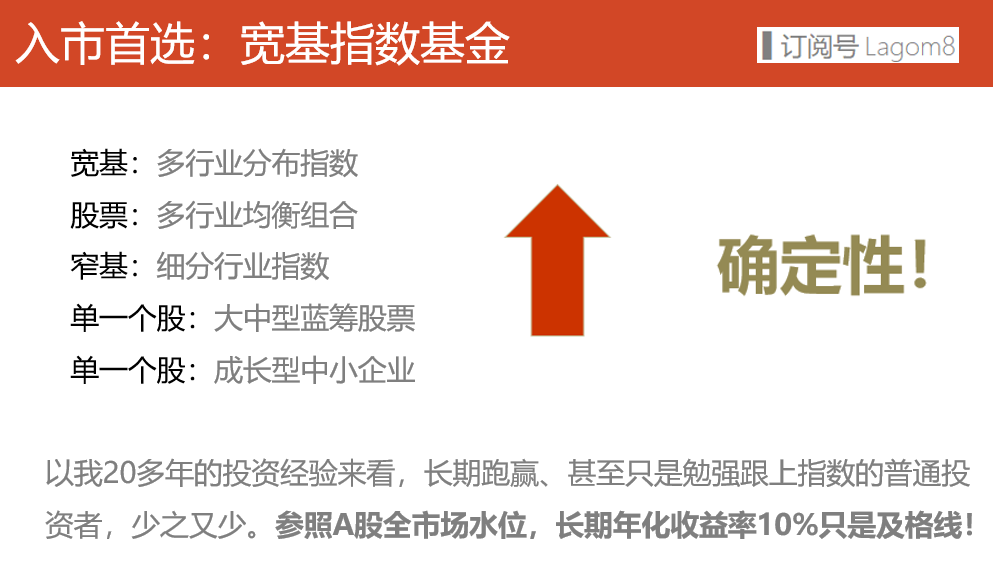 入市首选：宽基指数基金
订阅号 Lagom8
宽基：多行业分布指数
股票：多行业均衡组合
窄基：细分行业指数
单一个股：大中型蓝筹股票
单一个股：成长型中小企业
确定性！
以我20多年的投资经验来看，长期跑赢、甚至只是勉强跟上指数的普通投
资者，少之又少。参照A股全市场水位，长期年化收益率10%只是及格线！